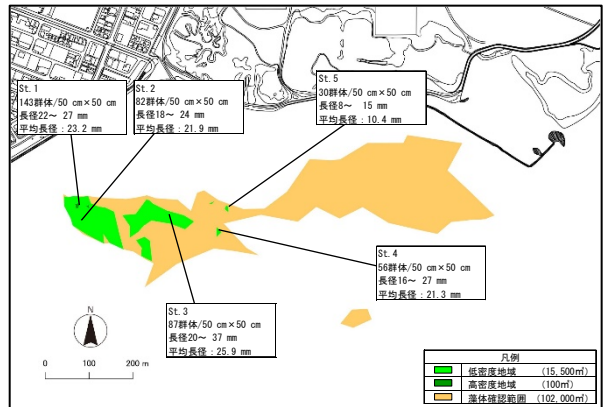 St. 1
143群体/50 cm×50 cm
長径22～ 27 mm
平均長径：23.2 mm
St. 2
82群体/50 cm×50 cm
長径18～ 24 mm
平均長径：21.9 mm
St. 5
30群体/50 cm×50 cm
長径8～ 15 mm
平均長径：10.4 mm
St. 4
56群体/50 cm×50 cm
長径16～ 27 mm
平均長径：21.3 mm
St. 3
87群体/50 cm×50 cm
長径20～ 37 mm
平均長径：25.9 mm
N
0 100 200 m
凡例
低密度地域 (15,500㎡)
高密度地域 (100㎡)
藻体確認範囲 (102,000㎡)